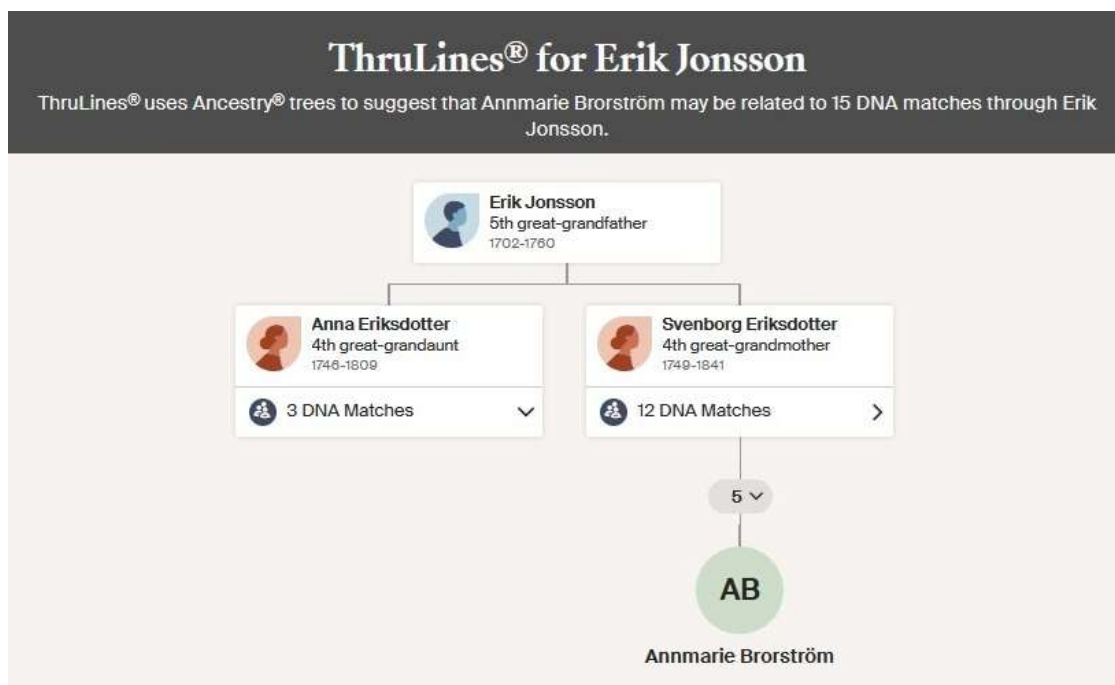 ThruLines® for Erik Jonsson
ThruLines® uses Ancestry® trees to suggest that Annmarie Brorström may be related to 15 DNA matches through Erik
Jonsson.
Erik Jonsson
5th great-grandfather
1702-1760
Anna Eriksdotter
4th great-grandaunt
1746-1809
3 DNA Matches
Svenborg Eriksdotter
4th great-grandmother
1749-1841
12 DNA Matches
5
AB
Annmarie Brorström